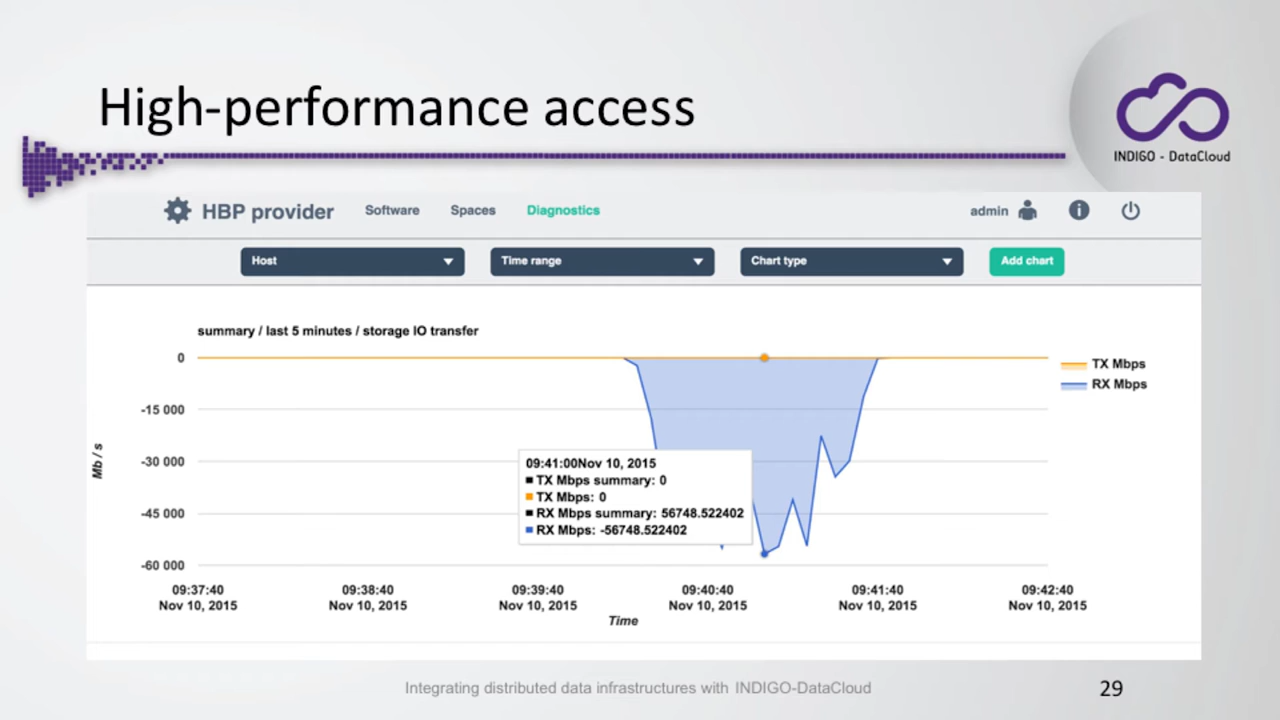 High-performance access
INDIGO - DataCloud
HBP provider Software Spaces Diagnostics admin
Host Time range Chart type Add chart
summary / last 5 minutes / storage IO transfer
0
-15 000
-30 000
-45 000
-60 000
Mb / s
TX Mbps
RX Mbps
09:41:00Nov 10, 2015
TX Mbps summary: 0
TX Mbps: 0
RX Mbps summary: 56748.522402
RX Mbps: -56748.522402
09:37:40 09:38:40 09:39:40 09:40:40 09:41:40 09:42:40
Nov 10, 2015 Nov 10, 2015 Nov 10, 2015 Nov 10, 2015 Nov 10, 2015 Nov 10, 2015
Time
Integrating distributed data infrastructures with INDIGO-DataCloud
29